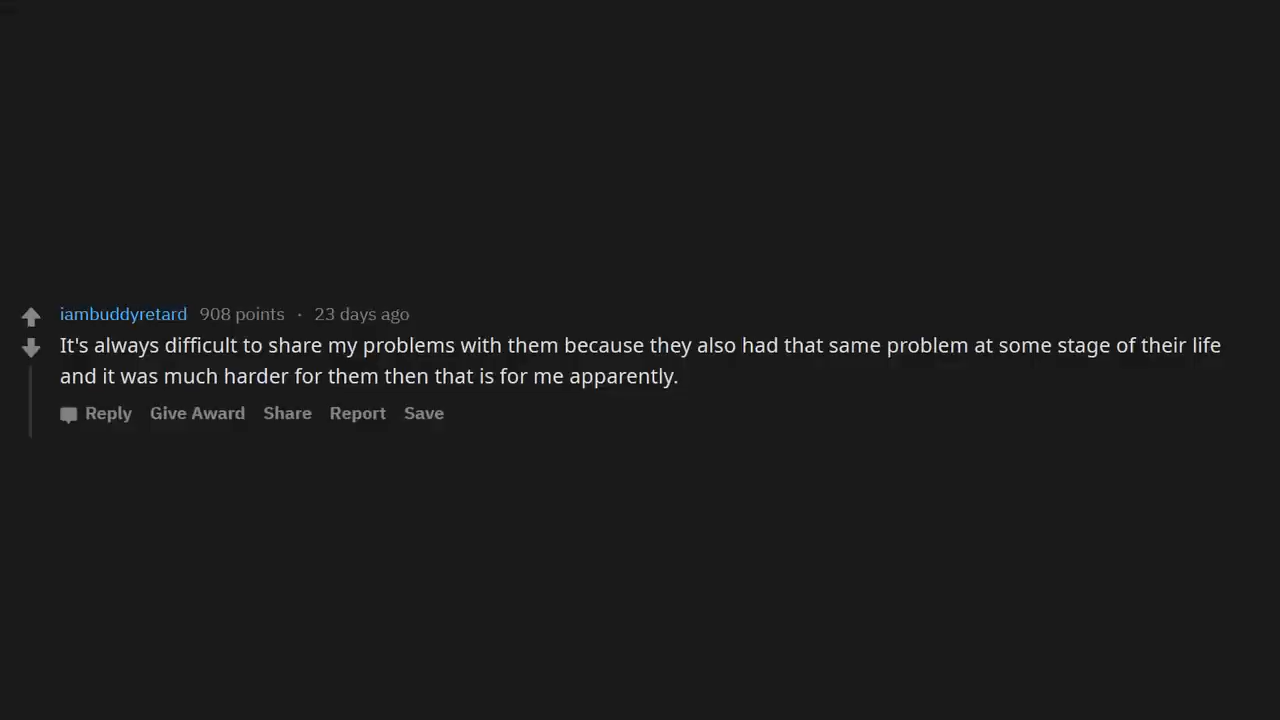 iambuddyretard 908 points · 23 days ago
It's always difficult to share my problems with them because they also had that same problem at some stage of their life
and it was much harder for them then that is for me apparently.
Reply Give Award Share Report Save